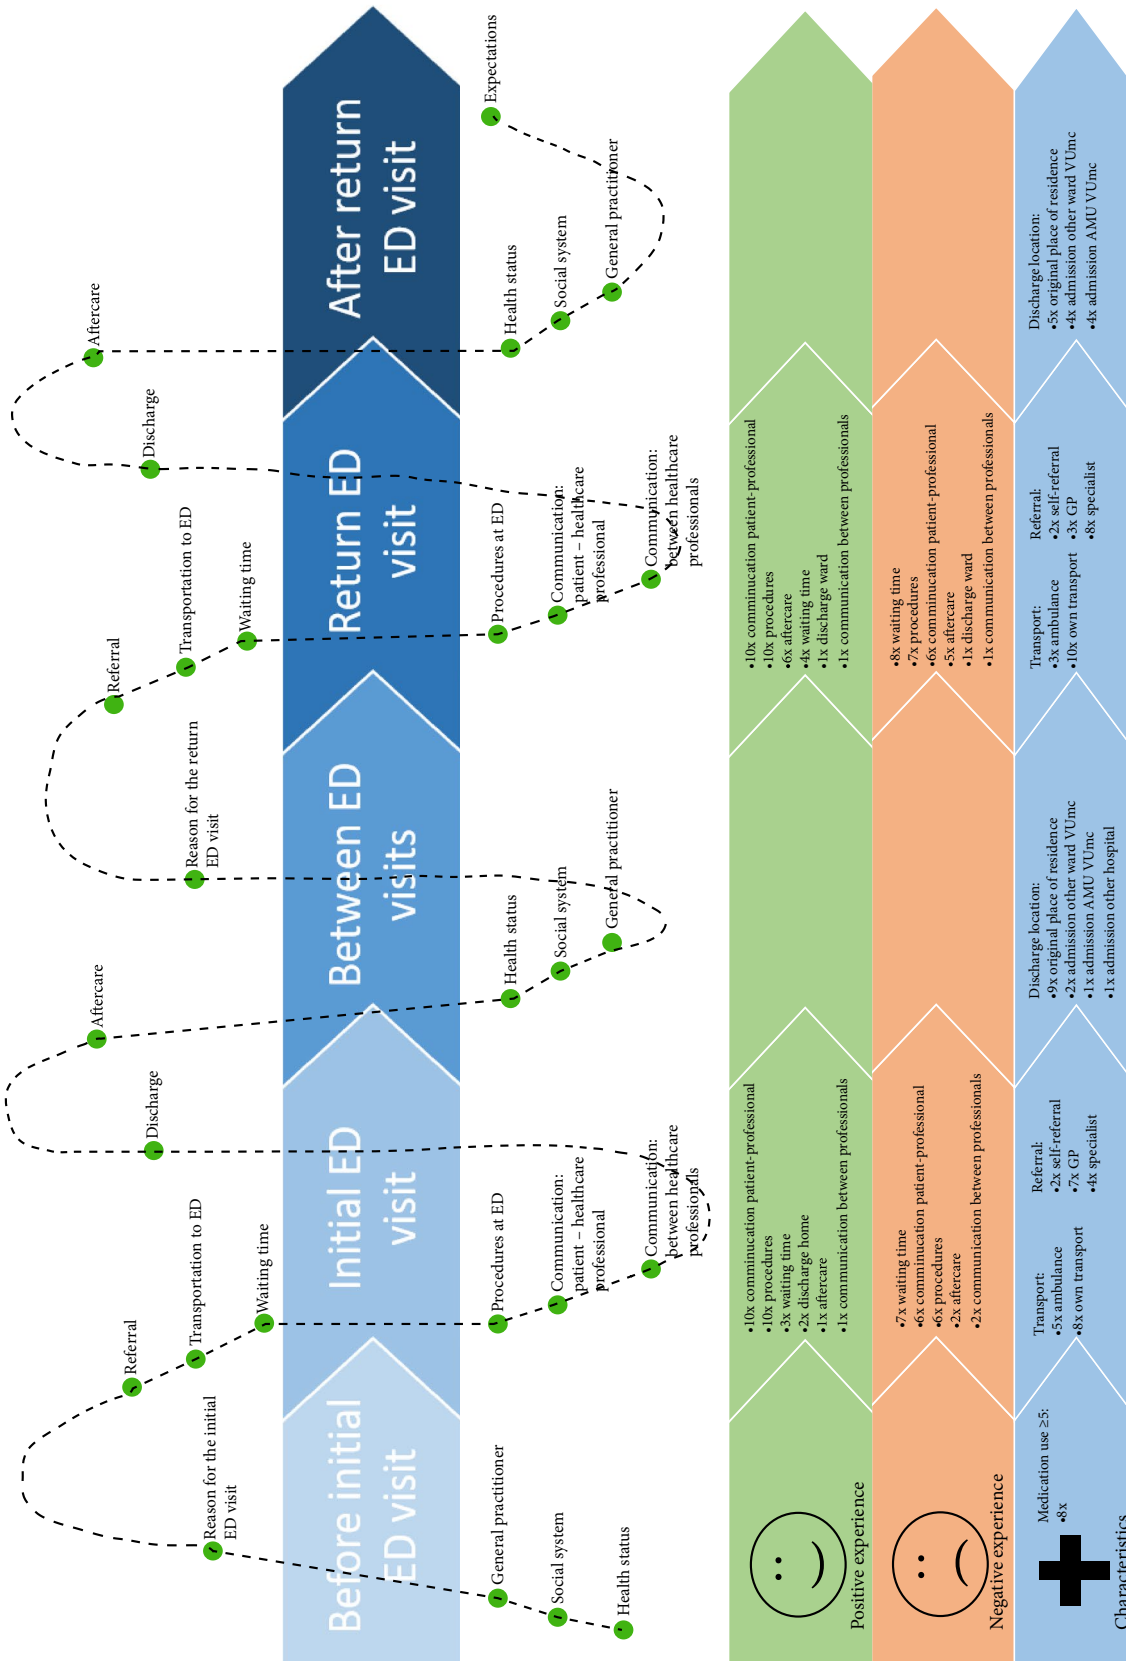 Before initial
ED visit
Initial ED
visit
Between ED
visits
Return ED
visit
After return
ED visit
Health status
Social system
General practitioner
Reason for the initial
ED visit
Referral
Transportation to ED
Waiting time
Procedures at ED
Communication:
patient – healthcare
professional
Communication:
between healthcare
professionals
Discharge
Aftercare
Health status
Social system
General practitioner
Reason for the return
ED visit
Referral
Transportation to ED
Waiting time
Procedures at ED
Communication:
patient – healthcare
professional
Communication:
between healthcare
professionals
Discharge
Aftercare
Health status
Social system
General practitioner
Expectations
Positive experience
•10x comminucation patient-professional
•10x procedures
•3x waiting time
•2x discharge home
•1x aftercare
•1x communication between professionals
•10x comminucation patient-professional
•10x procedures
•6x aftercare
•4x waiting time
•1x discharge ward
•1x communication between professionals
Negative experience
•7x waiting time
•6x comminucation patient-professional
•6x procedures
•2x aftercare
•2x communication between professionals
•8x waiting time
•7x procedures
•6x comminucation patient-professional
•5x aftercare
•1x discharge ward
•1x communication between professionals
Characteristics
Medication use ≥5:
•8x
Transport:
•5x ambulance
•8x own transport
Referral:
•2x self-referral
•7x GP
•4x specialist
Discharge location:
•9x original place of residence
•2x admission other ward VUmc
•1x admission AMU VUmc
•1x admission other hospital
Transport:
•3x ambulance
•10x own transport
Referral:
•2x self-referral
•3x GP
•8x specialist
Discharge location:
•5x original place of residence
•4x admission other ward VUmc
•4x admission AMU VUmc